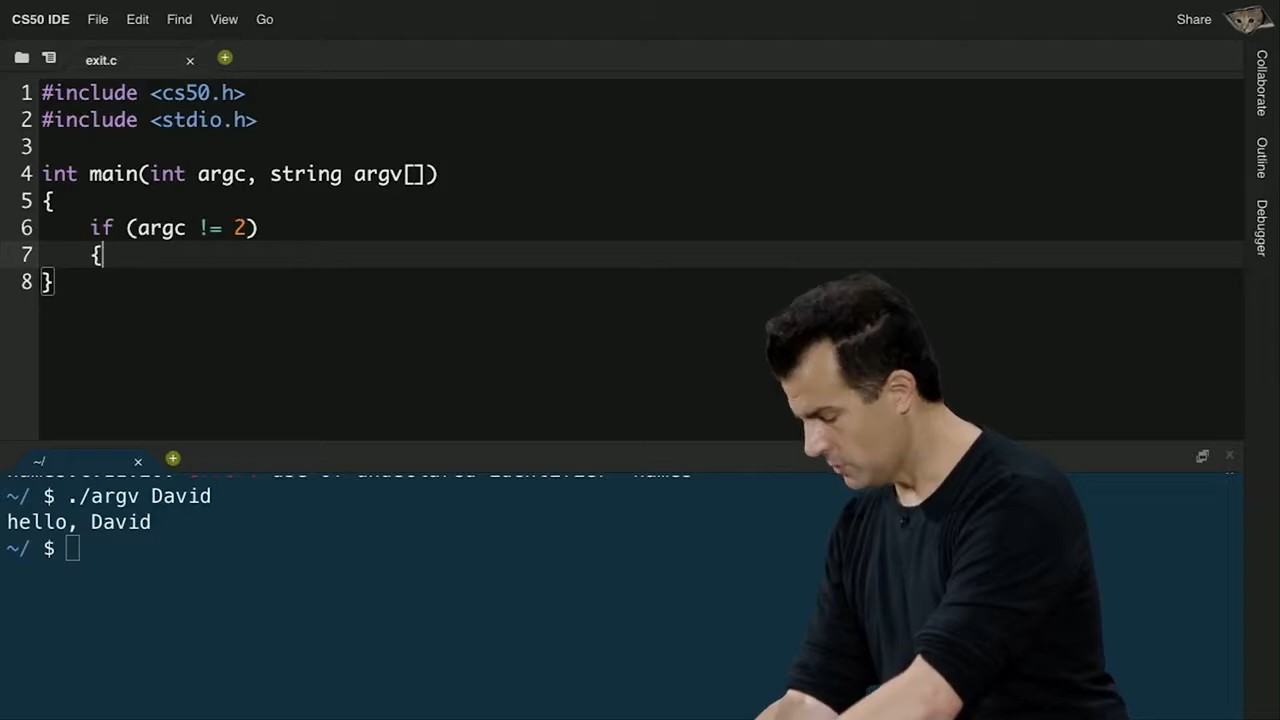 CS50 IDE File Edit Find View Go Share
exit.c
1 #include <cs50.h>
2 #include <stdio.h>
3
4 int main(int argc, string argv[])
5 {
6     if (argc != 2)
7     {
8 }
Collaborate
Outline
Debugger
~/
~/ $ ./argv David
hello, David
~/ $